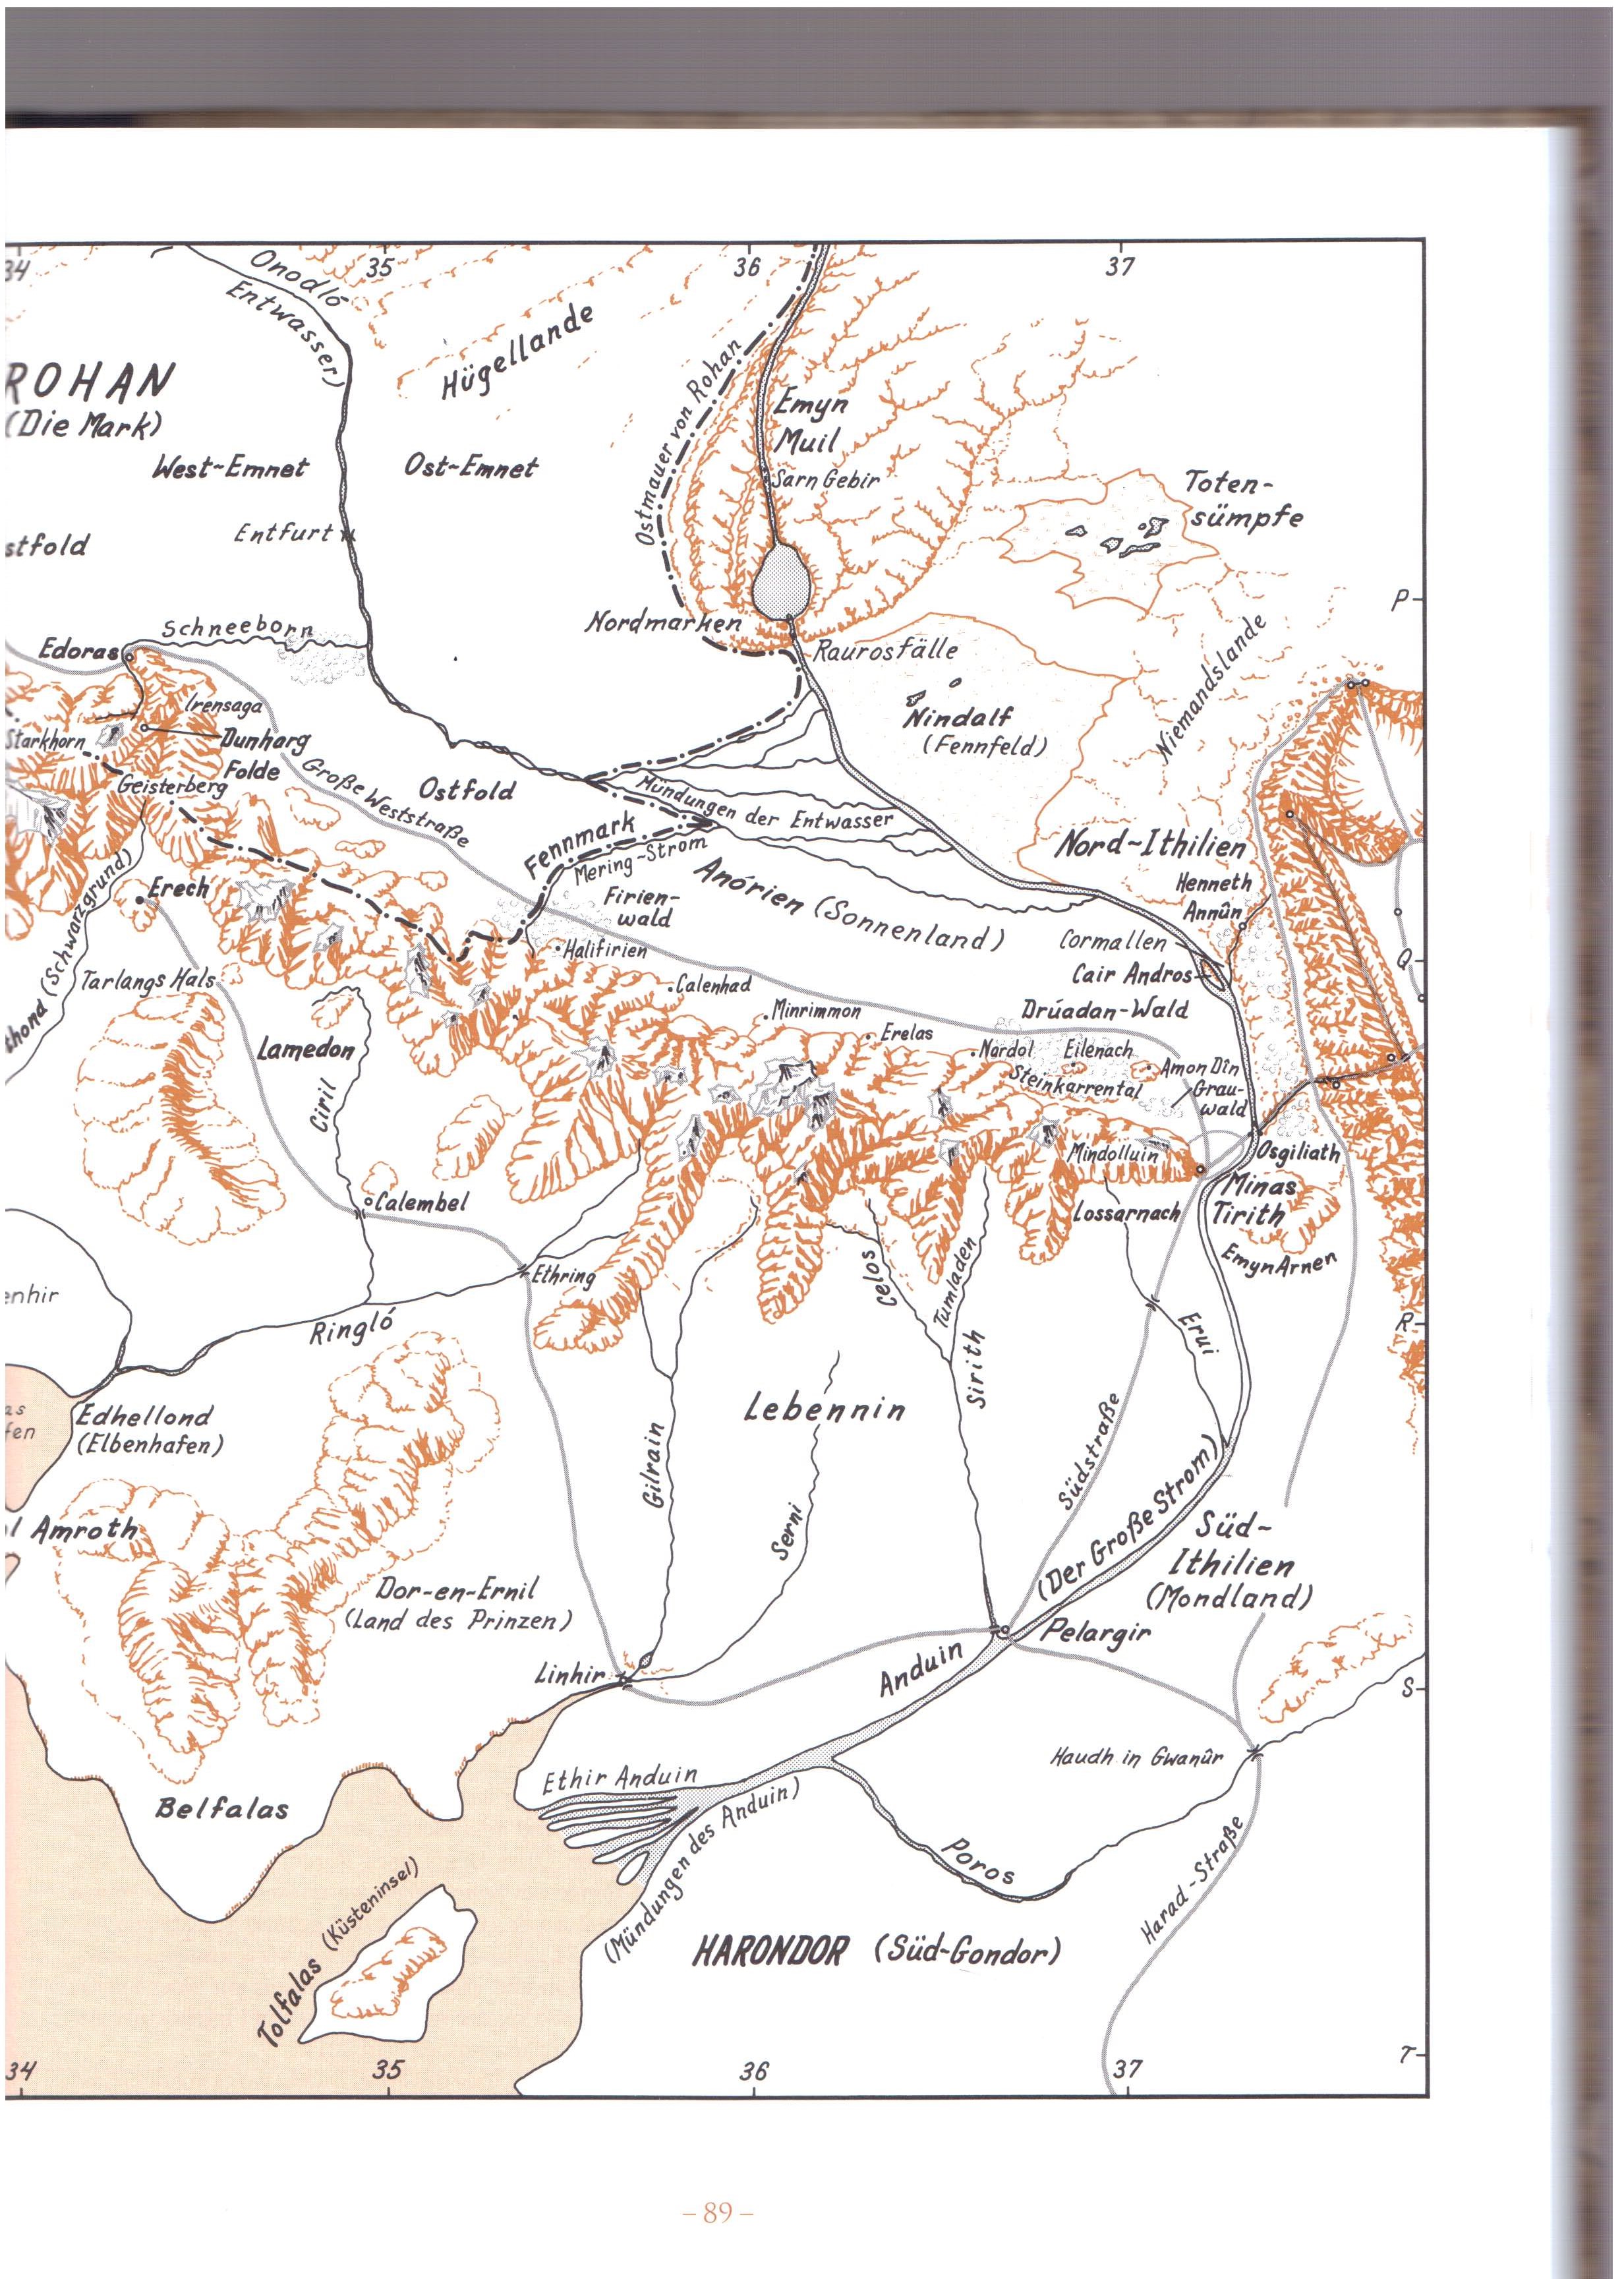 34
35
36
37
Onodló
(Entwasser)
Hügellande
ROHAN
(Die Mark)
West-Emnet
Ost-Emnet
Ostmauer von Rohan
Emyn
Muil
Sarn Gebir
Toten-
sümpfe
stfold
Entfurt
P
Schneeborn
Edoras
Nordmarken
Raurosfälle
Niemandslande
Irensaga
Starkhorn
Dunharg
Folde
Geisterberg
Große Weststraße
Ostfold
Nindalf
(Fennfeld)
Mündungen der Entwasser
Fennmark
Mering-Strom
Nord-Ithilien
Anórien (Sonnenland)
Firien-
wald
Henneth
Annûn
Erech
Halifirien
Cormallen
Q
Cair Andros
thond (Schwarzgrund)
Tarlangs Hals
Calenhad
Minrimmon
Drúadan-Wald
Erelas
Lamedon
Nardol
Eilenach
Amon Dîn
Steinkarrental
Grau-
wald
Ciril
Mindolluin
Osgiliath
Minas
Tirith
Calembel
Lossarnach
Emyn Arnen
Ethring
Celos
Tumladen
enhir
Ringló
Erui
R
Sirith
Lebennin
as
fen
Edhellond
(Elbenhafen)
Gilrain
Südstraße
Serni
(Der Große Strom)
l Amroth
Süd-
Ithilien
(Mondland)
Dor-en-Ernil
(Land des Prinzen)
Pelargir
Linhir
Anduin
S
Haudh in Gwanûr
Ethir Anduin
(Mündungen des Anduin)
Belfalas
Poros
Harad-Straße
Tolfalas (Küsteninsel)
HARONDOR (Süd-Gondor)
T
34
35
36
37
– 89 –